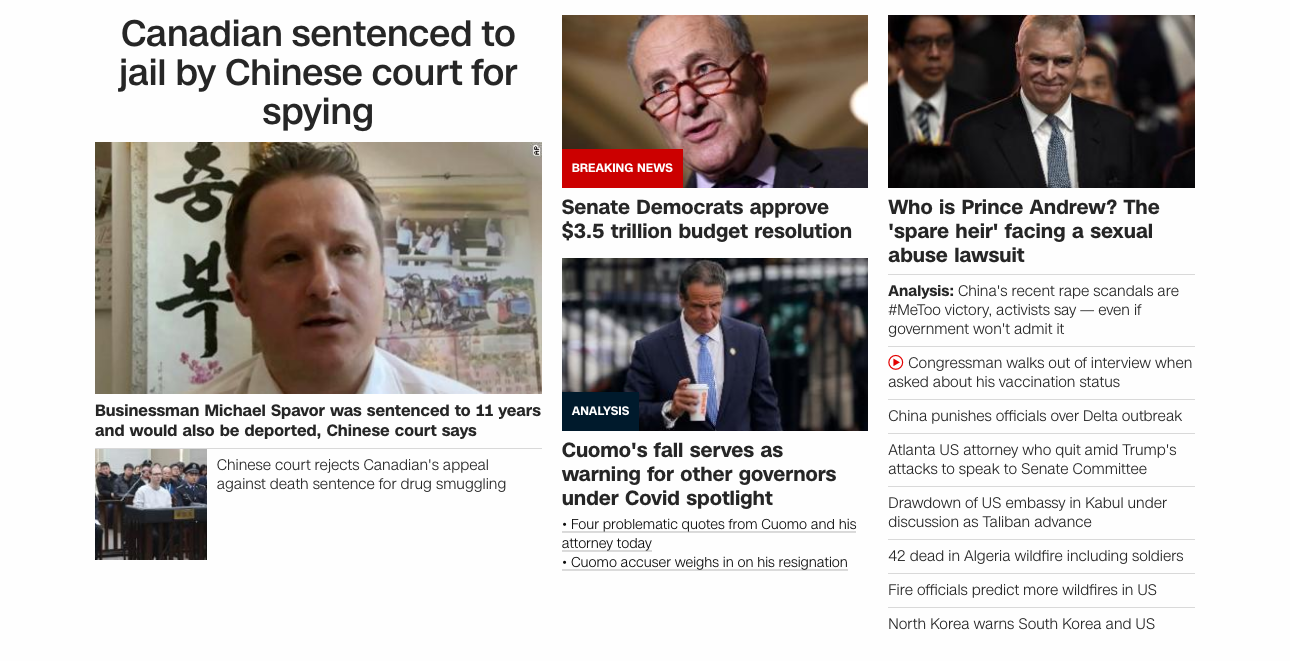 Canadian sentenced to
jail by Chinese court for
spying
중
부
AP
Businessman Michael Spavor was sentenced to 11 years
and would also be deported, Chinese court says
Chinese court rejects Canadian's appeal
against death sentence for drug smuggling
BREAKING NEWS
Senate Democrats approve
$3.5 trillion budget resolution
ANALYSIS
Cuomo's fall serves as
warning for other governors
under Covid spotlight
• Four problematic quotes from Cuomo and his
attorney today
• Cuomo accuser weighs in on his resignation
Who is Prince Andrew? The
'spare heir' facing a sexual
abuse lawsuit
Analysis: China's recent rape scandals are
#MeToo victory, activists say — even if
government won't admit it
Congressman walks out of interview when
asked about his vaccination status
China punishes officials over Delta outbreak
Atlanta US attorney who quit amid Trump's
attacks to speak to Senate Committee
Drawdown of US embassy in Kabul under
discussion as Taliban advance
42 dead in Algeria wildfire including soldiers
Fire officials predict more wildfires in US
North Korea warns South Korea and US